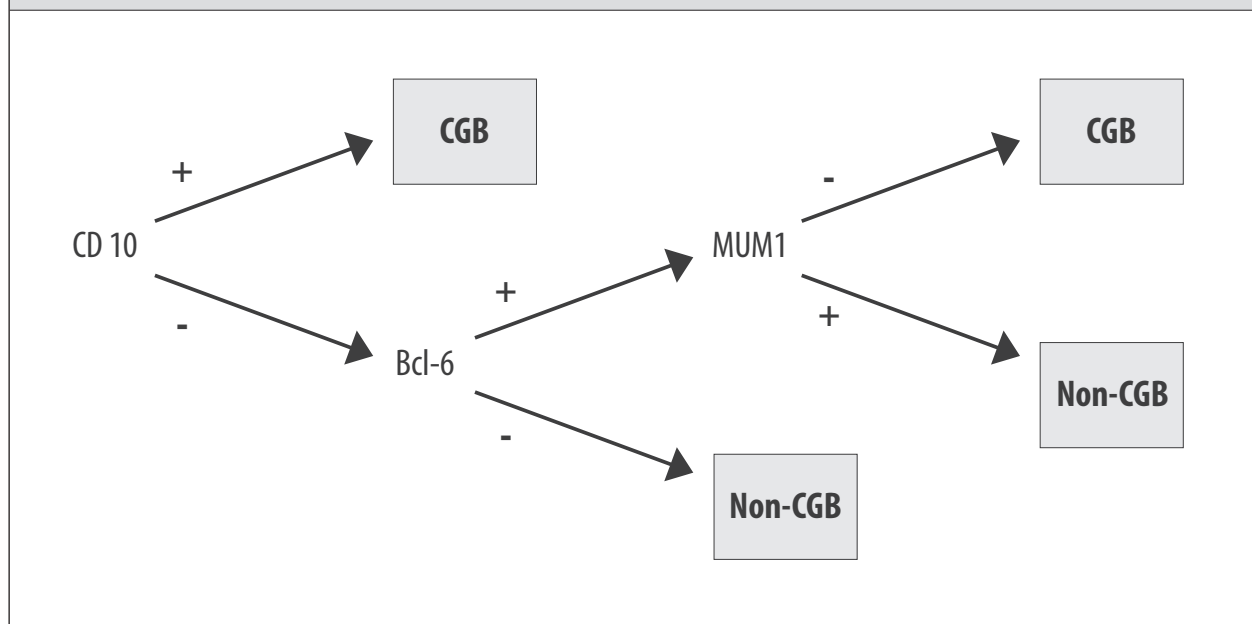 CGB
CGB
+
-
CD 10
MUM1
+
-
+
Bcl-6
Non-CGB
-
Non-CGB